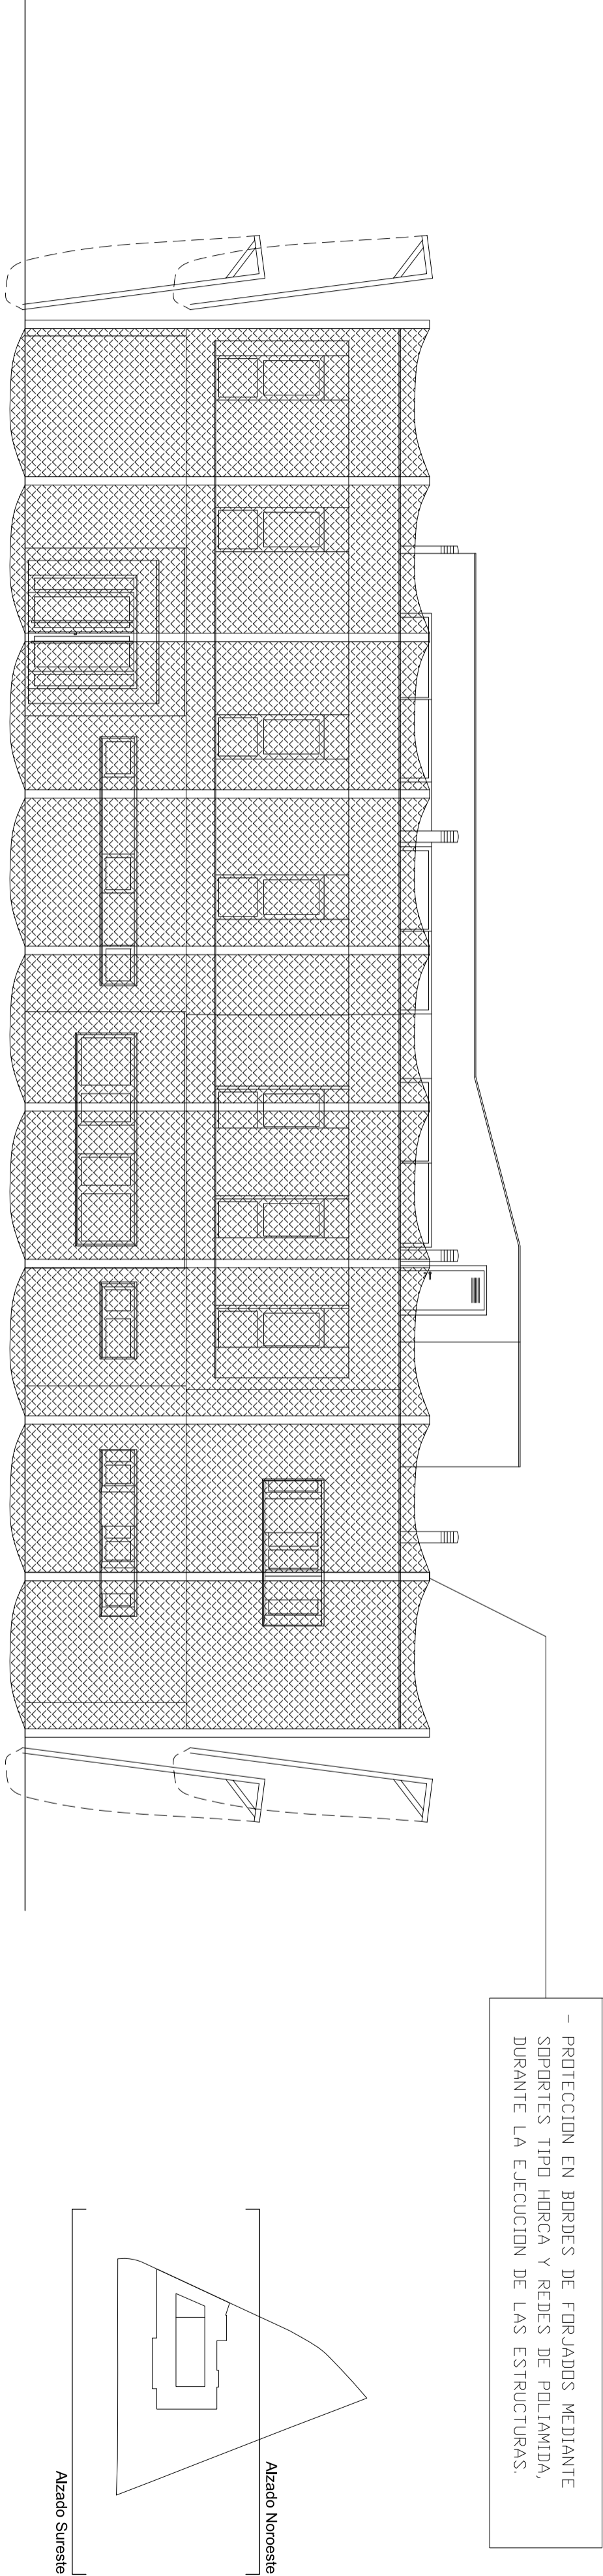 - PROTECCION EN BORDES DE FORJADOS MEDIANTE
SOPORTES TIPO HORCA Y REDES DE POLIAMIDA,
DURANTE LA EJECUCION DE LAS ESTRUCTURAS.
Alzado Noroeste
Alzado Sureste